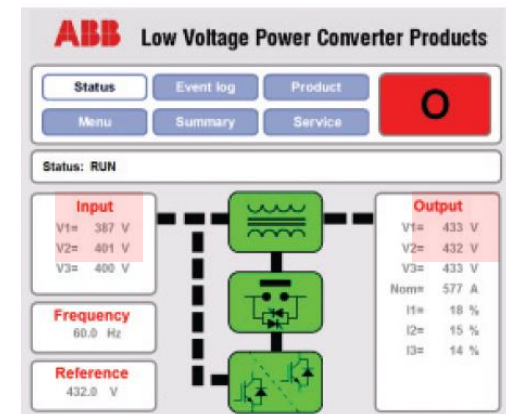 ABB Low Voltage Power Converter Products
Status Event log Product
O
Menu Summary Service
Status: RUN
Input
V1= 387 V
V2= 401 V
V3= 400 V
Frequency
60.0 Hz
Reference
432.0 V
Output
V1= 433 V
V2= 432 V
V3= 433 V
Nom= 577 A
I1= 18 %
I2= 15 %
I3= 14 %